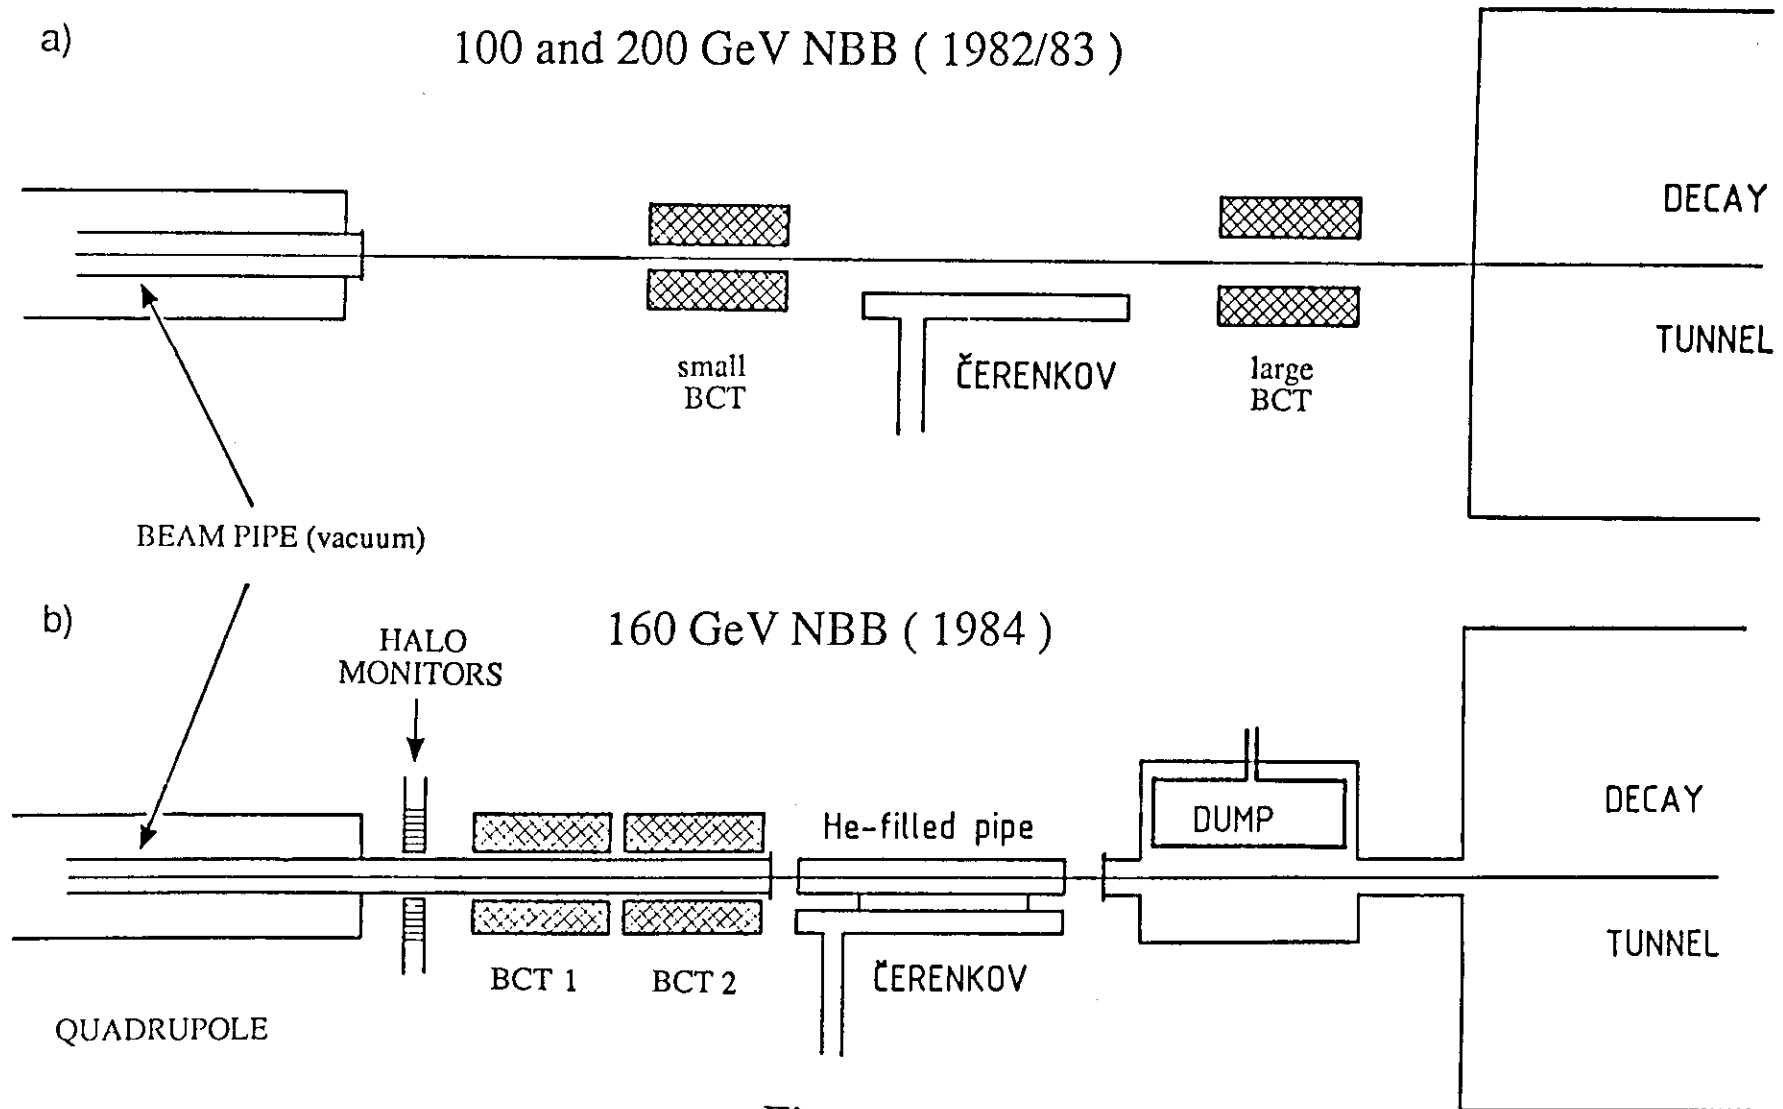 a)
100 and 200 GeV NBB ( 1982/83 )
DECAY
TUNNEL
small
BCT
ČERENKOV
large
BCT
BEAM PIPE (vacuum)
b)
160 GeV NBB ( 1984 )
HALO
MONITORS
He-filled pipe
DUMP
DECAY
TUNNEL
BCT 1
BCT 2
ČERENKOV
QUADRUPOLE